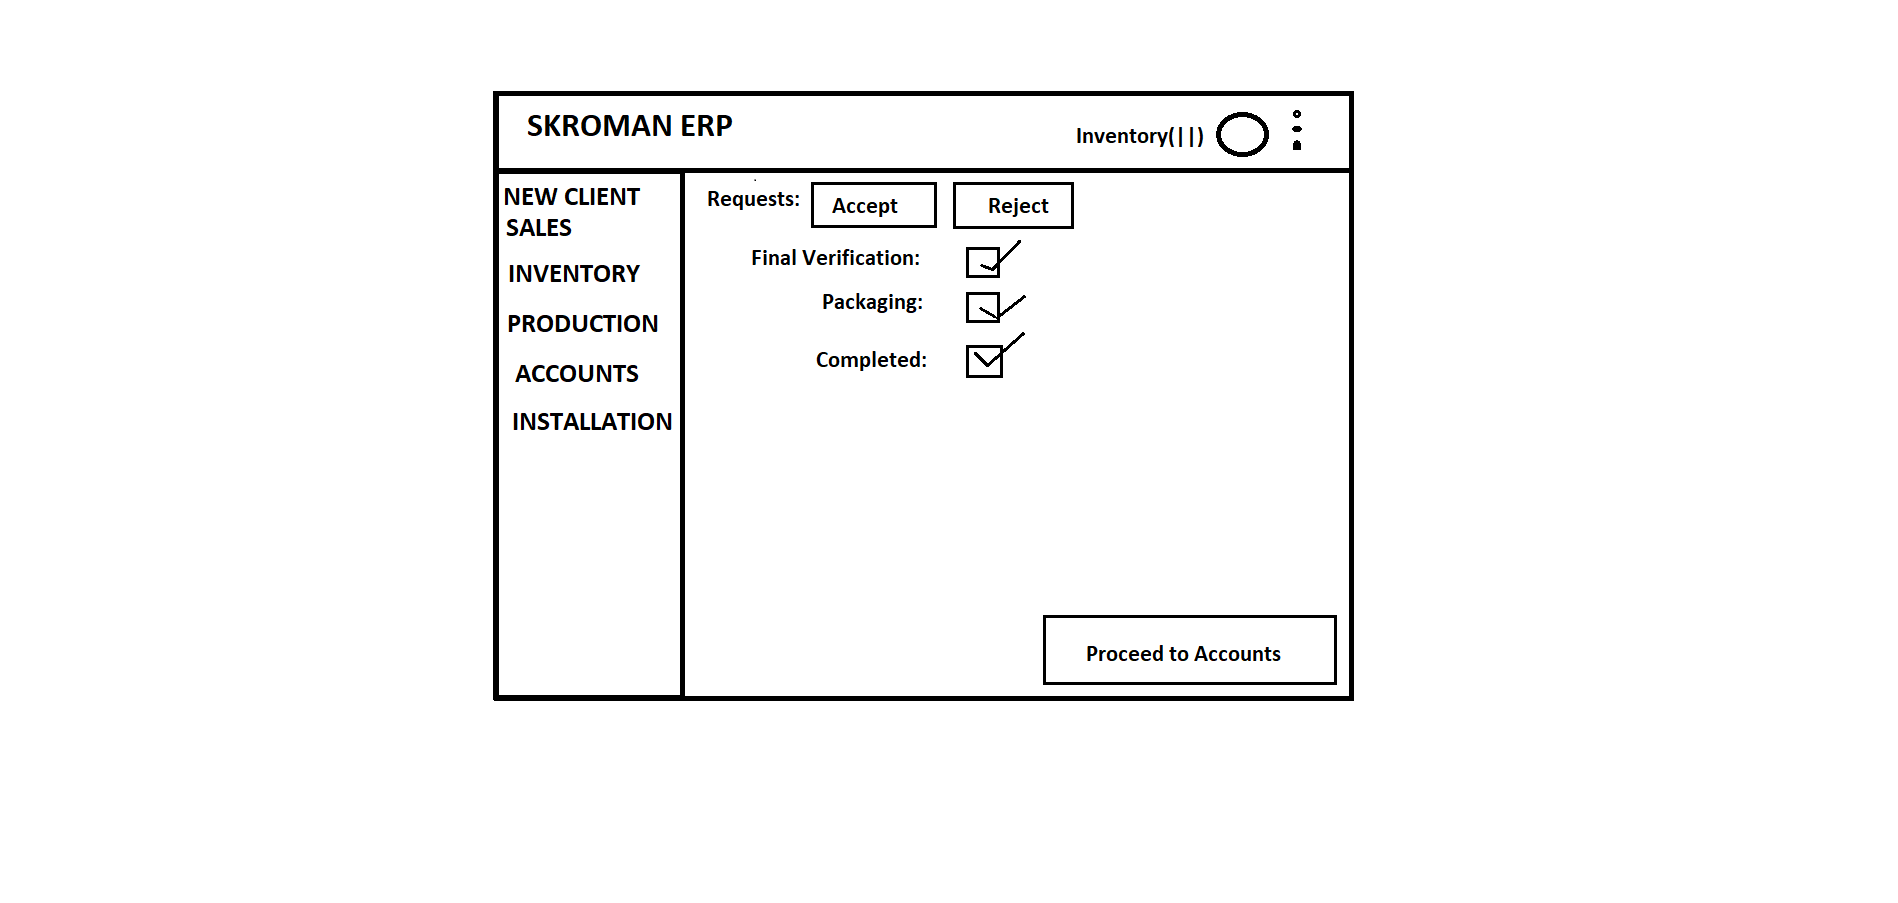 SKROMAN ERP
Inventory(||)
NEW CLIENT
SALES
INVENTORY
PRODUCTION
ACCOUNTS
INSTALLATION
Requests: Accept Reject
Final Verification:
Packaging:
Completed:
Proceed to Accounts